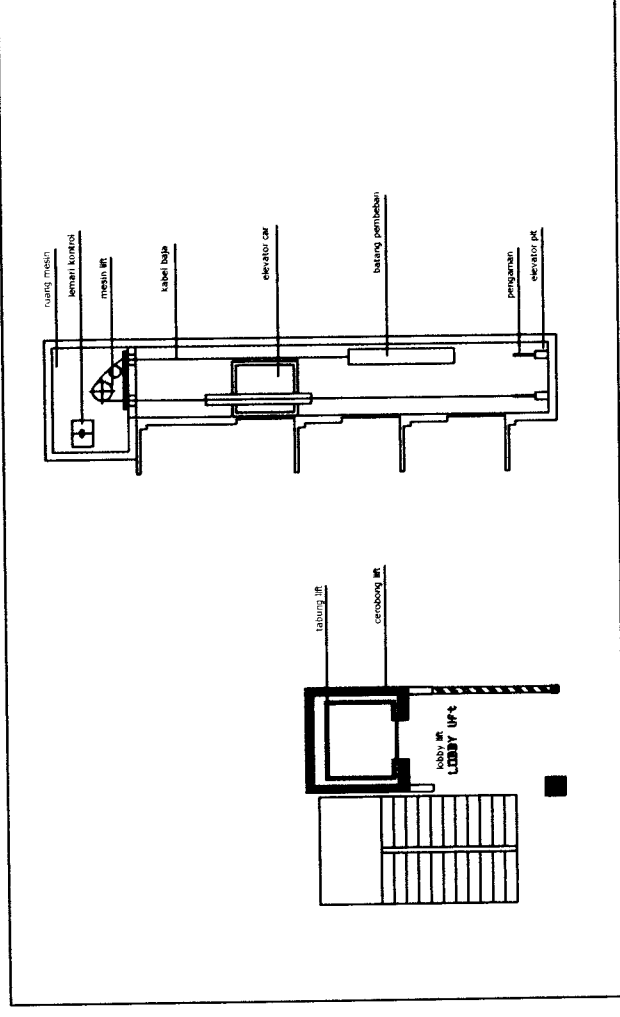 ruang mesin
lemari kontrol
mesin lift
kabel baja
elevator car
batang pembeban
pengaman
elevator pit
tabung lift
cerobong lift
lobby lift
LOBBY Lift